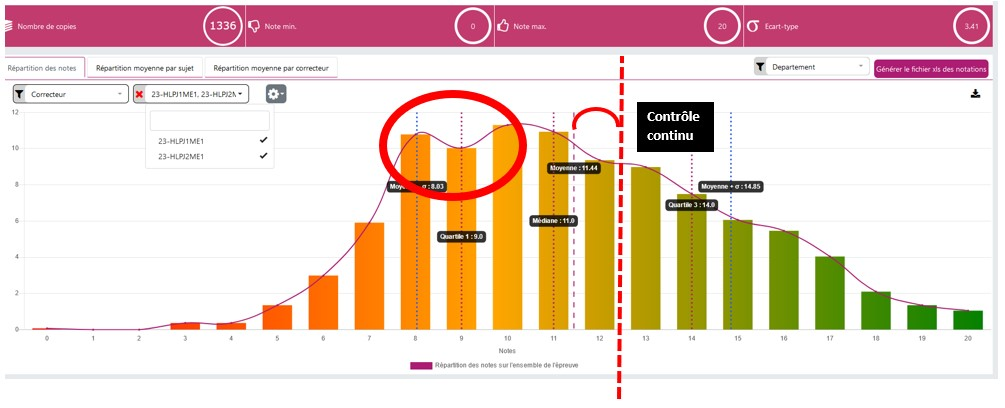 Nombre de copies 1336 Note min. 0 Note max. 20 Ecart-type 3.41
Répartition des notes Répartition moyenne par sujet Répartition moyenne par correcteur Departement Générer le fichier xls des notations
Correcteur 23-HLPJ1ME1, 23-HLPJ2M
23-HLPJ1ME1
23-HLPJ2ME1
Contrôle
continu
12
10
8
6
4
2
0
Moyenne : 11.44
Moyenne - σ : 8.03
Moyenne + σ : 14.85
Quartile 3 : 14.0
Médiane : 11.0
Quartile 1 : 9.0
0 1 2 3 4 5 6 7 8 9 10 11 12 13 14 15 16 17 18 19 20
Notes
Répartition des notes sur l'ensemble de l'épreuve